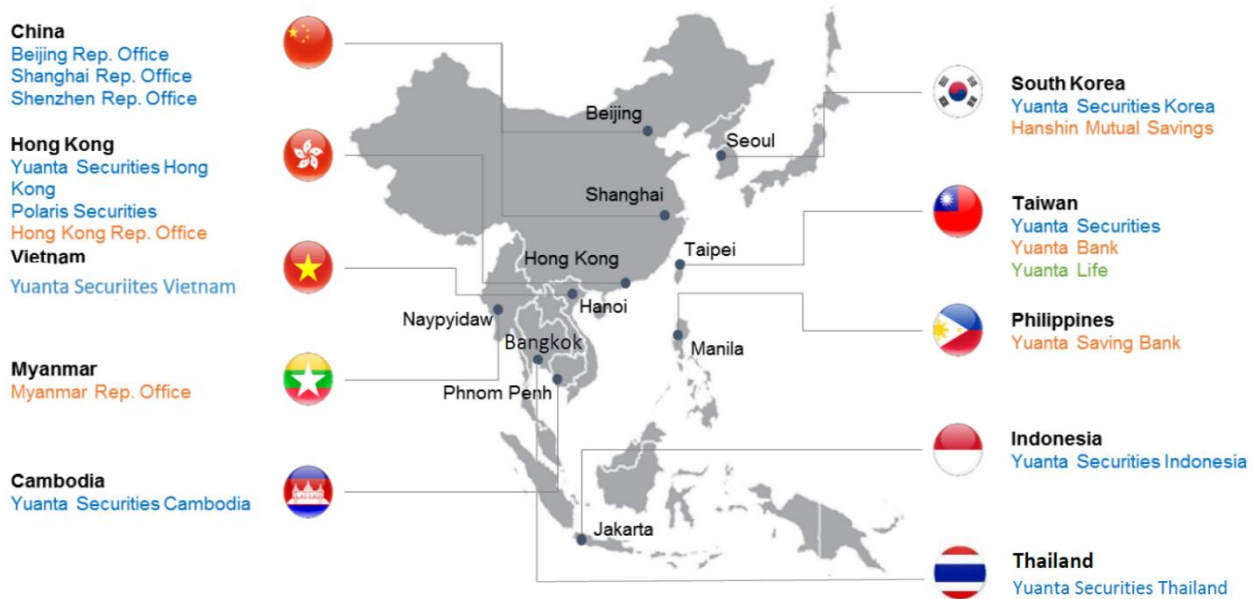 China
Beijing Rep. Office
Shanghai Rep. Office
Shenzhen Rep. Office
Hong Kong
Yuanta Securities Hong
Kong
Polaris Securities
Hong Kong Rep. Office
Vietnam
Yuanta Securiites Vietnam
Myanmar
Myanmar Rep. Office
Cambodia
Yuanta Securities Cambodia
Beijing
Seoul
Shanghai
Taipei
Hong Kong
Hanoi
Naypyidaw
Bangkok
Manila
Phnom Penh
Jakarta
South Korea
Yuanta Securities Korea
Hanshin Mutual Savings
Taiwan
Yuanta Securities
Yuanta Bank
Yuanta Life
Philippines
Yuanta Saving Bank
Indonesia
Yuanta Securities Indonesia
Thailand
Yuanta Securities Thailand